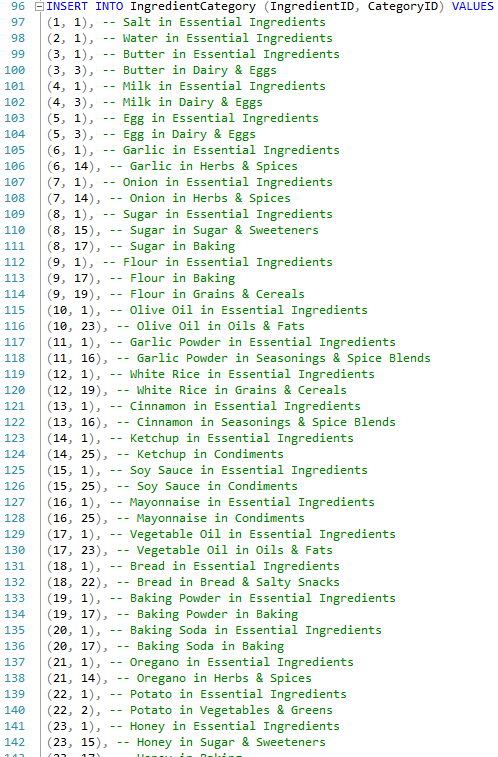 96 INSERT INTO IngredientCategory (IngredientID, CategoryID) VALUES
97 (1, 1), -- Salt in Essential Ingredients
98 (2, 1), -- Water in Essential Ingredients
99 (3, 1), -- Butter in Essential Ingredients
100 (3, 3), -- Butter in Dairy & Eggs
101 (4, 1), -- Milk in Essential Ingredients
102 (4, 3), -- Milk in Dairy & Eggs
103 (5, 1), -- Egg in Essential Ingredients
104 (5, 3), -- Egg in Dairy & Eggs
105 (6, 1), -- Garlic in Essential Ingredients
106 (6, 14), -- Garlic in Herbs & Spices
107 (7, 1), -- Onion in Essential Ingredients
108 (7, 14), -- Onion in Herbs & Spices
109 (8, 1), -- Sugar in Essential Ingredients
110 (8, 15), -- Sugar in Sugar & Sweeteners
111 (8, 17), -- Sugar in Baking
112 (9, 1), -- Flour in Essential Ingredients
113 (9, 17), -- Flour in Baking
114 (9, 19), -- Flour in Grains & Cereals
115 (10, 1), -- Olive Oil in Essential Ingredients
116 (10, 23), -- Olive Oil in Oils & Fats
117 (11, 1), -- Garlic Powder in Essential Ingredients
118 (11, 16), -- Garlic Powder in Seasonings & Spice Blends
119 (12, 1), -- White Rice in Essential Ingredients
120 (12, 19), -- White Rice in Grains & Cereals
121 (13, 1), -- Cinnamon in Essential Ingredients
122 (13, 16), -- Cinnamon in Seasonings & Spice Blends
123 (14, 1), -- Ketchup in Essential Ingredients
124 (14, 25), -- Ketchup in Condiments
125 (15, 1), -- Soy Sauce in Essential Ingredients
126 (15, 25), -- Soy Sauce in Condiments
127 (16, 1), -- Mayonnaise in Essential Ingredients
128 (16, 25), -- Mayonnaise in Condiments
129 (17, 1), -- Vegetable Oil in Essential Ingredients
130 (17, 23), -- Vegetable Oil in Oils & Fats
131 (18, 1), -- Bread in Essential Ingredients
132 (18, 22), -- Bread in Bread & Salty Snacks
133 (19, 1), -- Baking Powder in Essential Ingredients
134 (19, 17), -- Baking Powder in Baking
135 (20, 1), -- Baking Soda in Essential Ingredients
136 (20, 17), -- Baking Soda in Baking
137 (21, 1), -- Oregano in Essential Ingredients
138 (21, 14), -- Oregano in Herbs & Spices
139 (22, 1), -- Potato in Essential Ingredients
140 (22, 2), -- Potato in Vegetables & Greens
141 (23, 1), -- Honey in Essential Ingredients
142 (23, 15), -- Honey in Sugar & Sweeteners